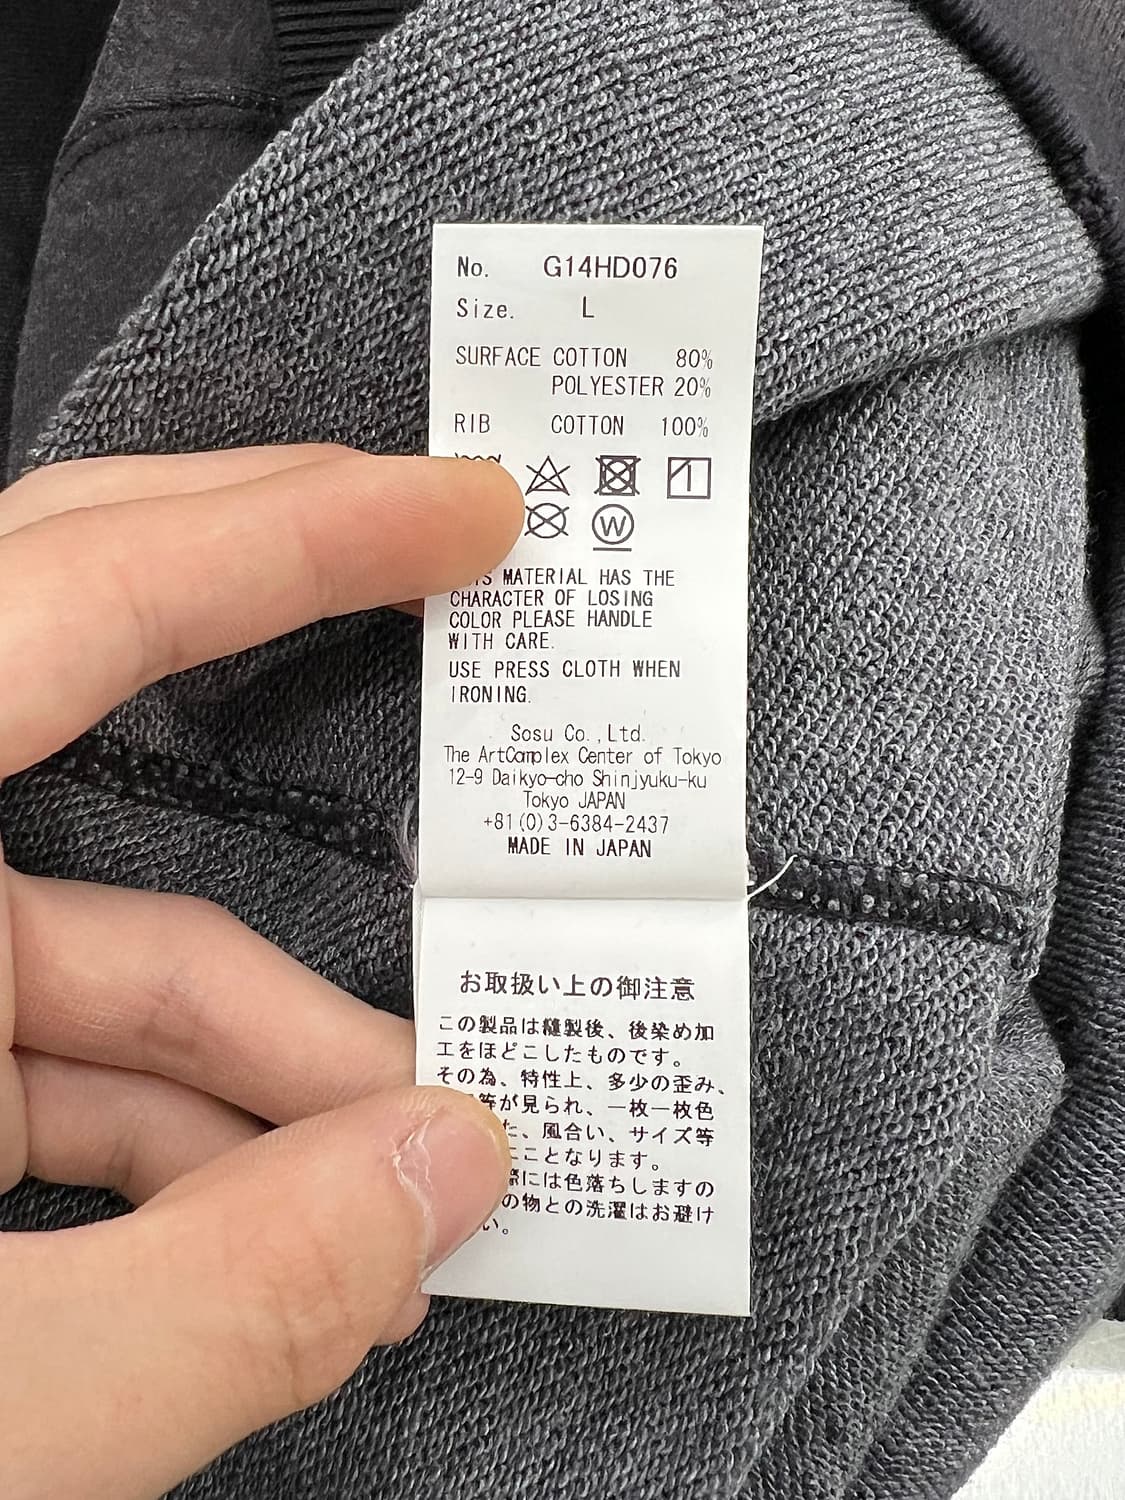 No. G14HD076
Size. L
SURFACE COTTON 80%
POLYESTER 20%
RIB COTTON 100%
W
MATERIAL HAS THE
CHARACTER OF LOSING
COLOR PLEASE HANDLE
WITH CARE.
USE PRESS CLOTH WHEN
IRONING.
Sosu Co.,Ltd.
The ArtComplex Center of Tokyo
12-9 Daikyo-cho Shinjyuku-ku
Tokyo JAPAN
+81(0)3-6384-2437
MADE IN JAPAN
お取扱い上の御注意
この製品は縫製後、後染め加
工をほどこしたものです。
その為、特性上、多少の歪み、
等が見られ、一枚一枚色
た、風合い、サイズ等
ことなります。
際には色落ちしますの
の物との洗濯はお避け
い。